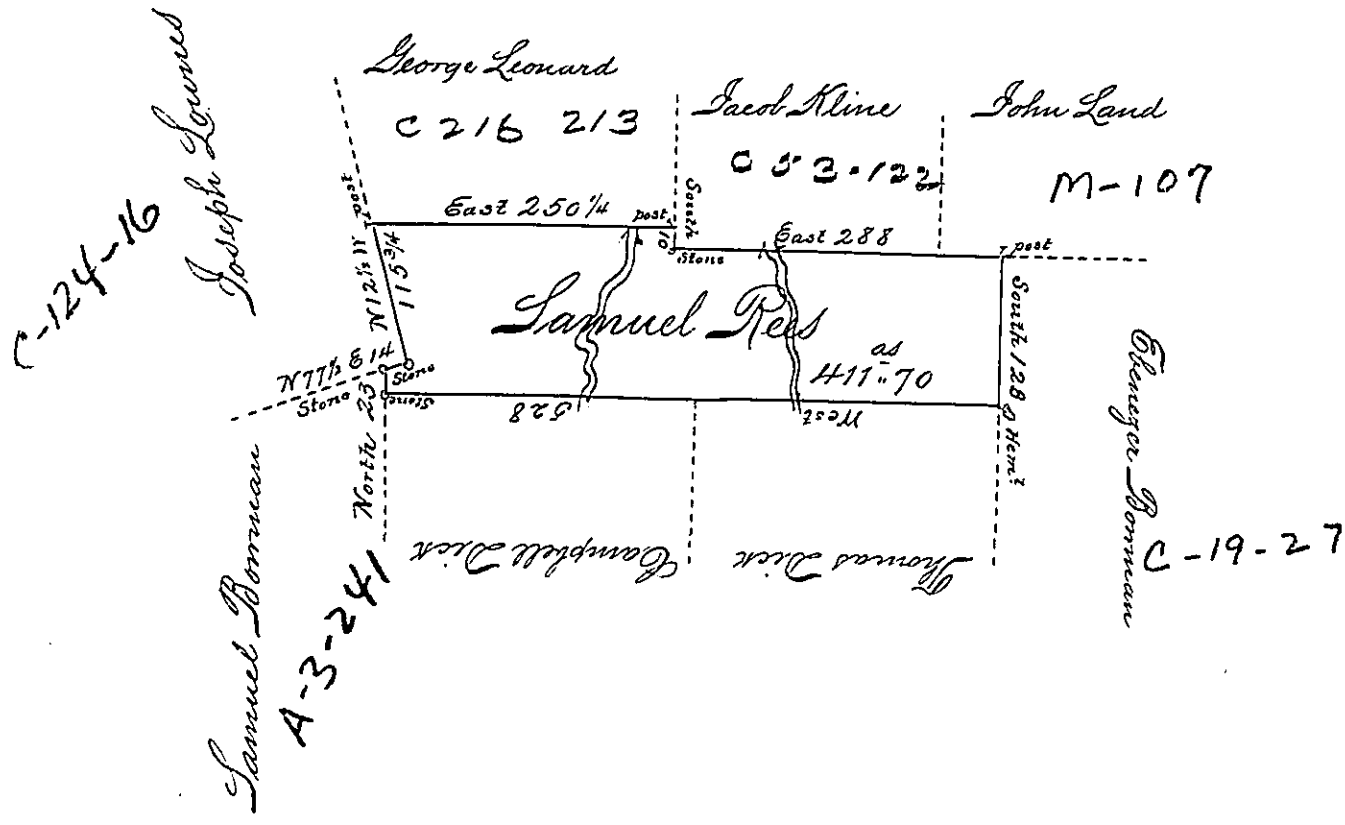 George Leonard
C 216 213
Jacob Kline
C 53-122
John Land
M-107
Joseph Lownes
C-124-16
post
East 250 1/4
post
South
10
Stone
East 288
post
N 12 1/2 W
115 3/4
Samuel Rees
as
411 " 70
South 128
Hemk
N 77 1/2 E 14
Stone
Stone
North 23
Stone
528
West
Ebenezer Bowman
C-19-27
Campbell Dick
Thomas Dick
Samuel Bowman
A-3-241